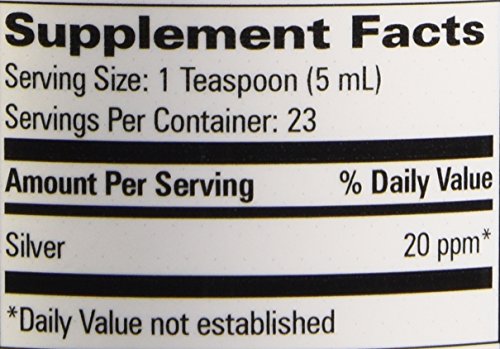 Supplement Facts
Serving Size: 1 Teaspoon (5 mL)
Servings Per Container: 23
Amount Per Serving % Daily Value
Silver 20 ppm*
*Daily Value not established